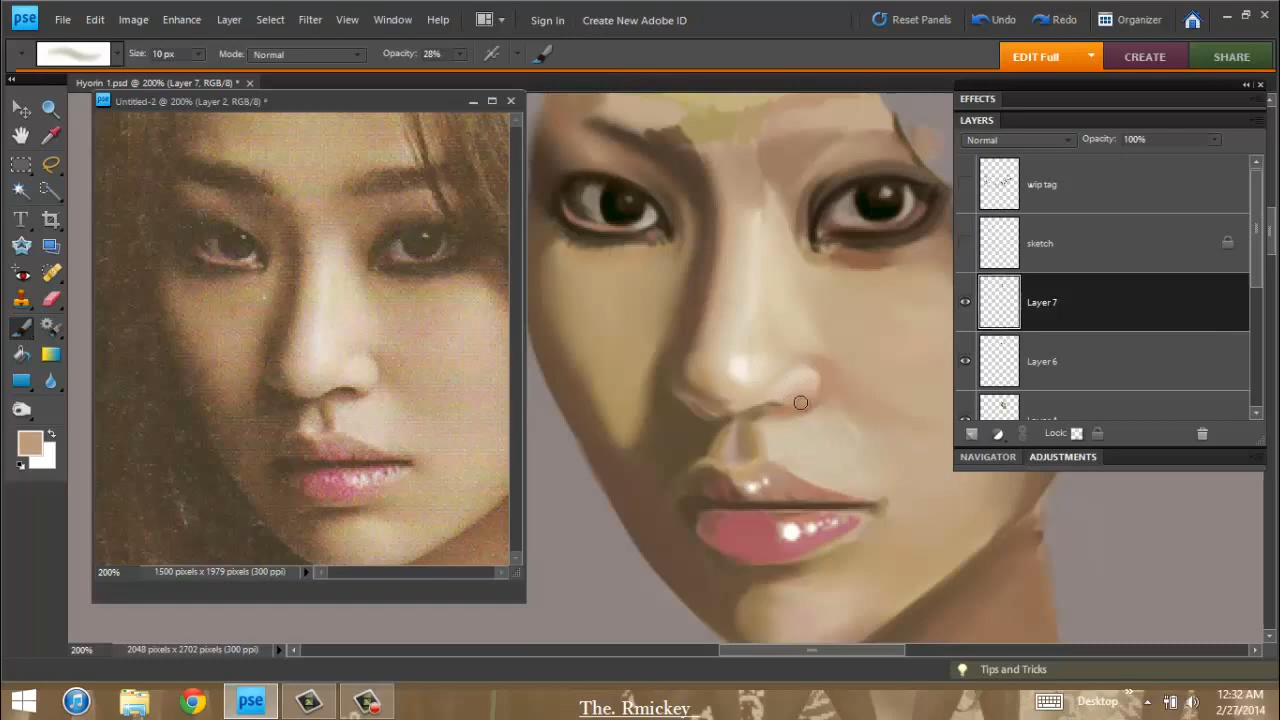 pse File Edit Image Enhance Layer Select Filter View Window Help Sign In Create New Adobe ID Reset Panels Undo Redo Organizer
Size: 10 px Mode: Normal Opacity: 28% EDIT Full CREATE SHARE
Hyorin 1.psd @ 200% (Layer 7, RGB/8) *
pse Untitled-2 @ 200% (Layer 2, RGB/8) *
EFFECTS
LAYERS
Normal Opacity: 100%
wip tag
sketch
Layer 7
Layer 6
Lock:
NAVIGATOR ADJUSTMENTS
200% 1500 pixels x 1979 pixels (300 ppi)
200% 2048 pixels x 2702 pixels (300 ppi)
Tips and Tricks
pse
The. Rmickey
Desktop
12:32 AM
2/27/2014